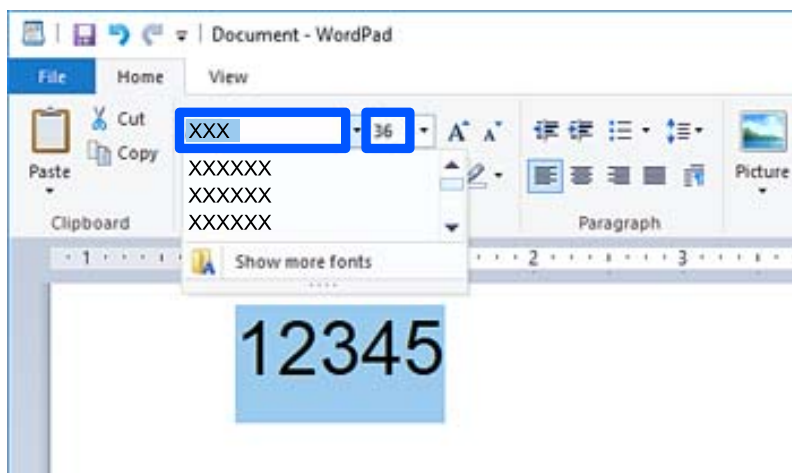 Document - WordPad
File Home View
Paste
Cut
Copy
Clipboard
XXX
36
A A
XXXXXX
XXXXXX
XXXXXX
Show more fonts
Paragraph
Picture
1 2 3
12345